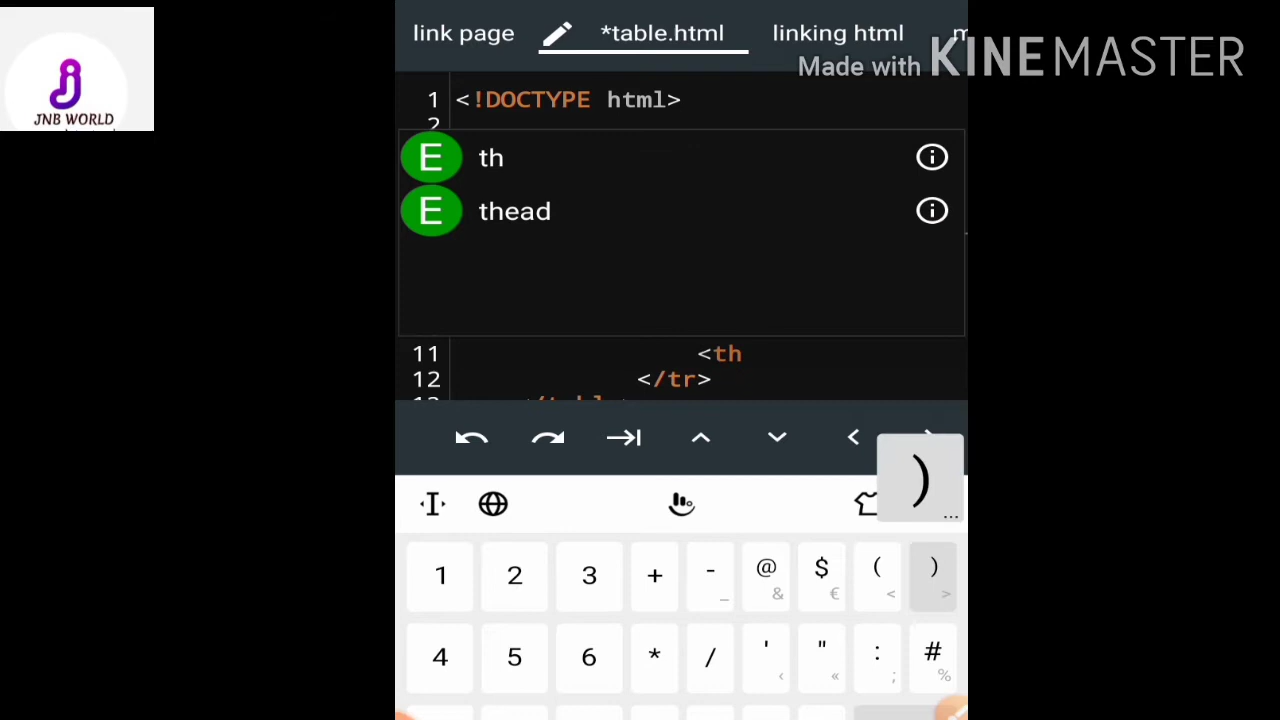 link page *table.html linking html m
Made with KINEMASTER
JNB WORLD
1 <!DOCTYPE html>
2
E th
E thead
11 <th
12 </tr>
)
...
1 2 3 + - _ @ & $ € ( < ) >
4 5 6 * / ' ‹ " « : ; # %